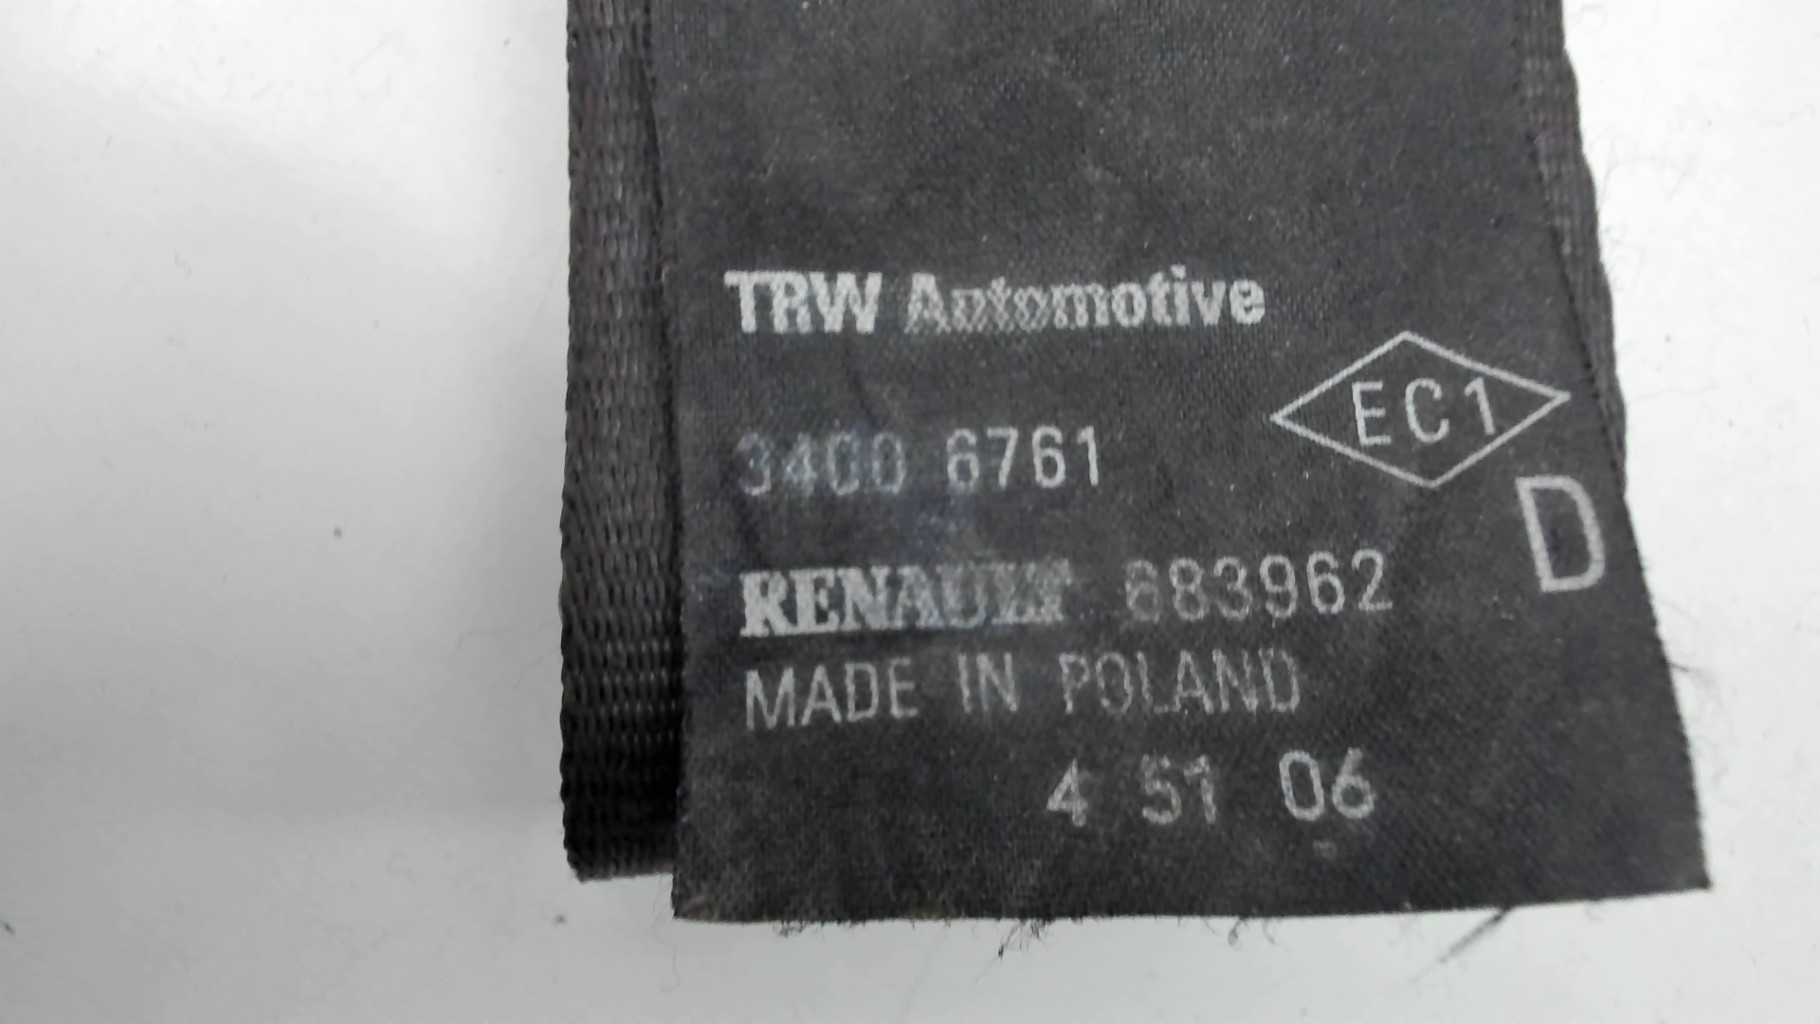 TRW Automotive
EC1
3400 6761
D
RENAULT 683962
MADE IN POLAND
4 51 06